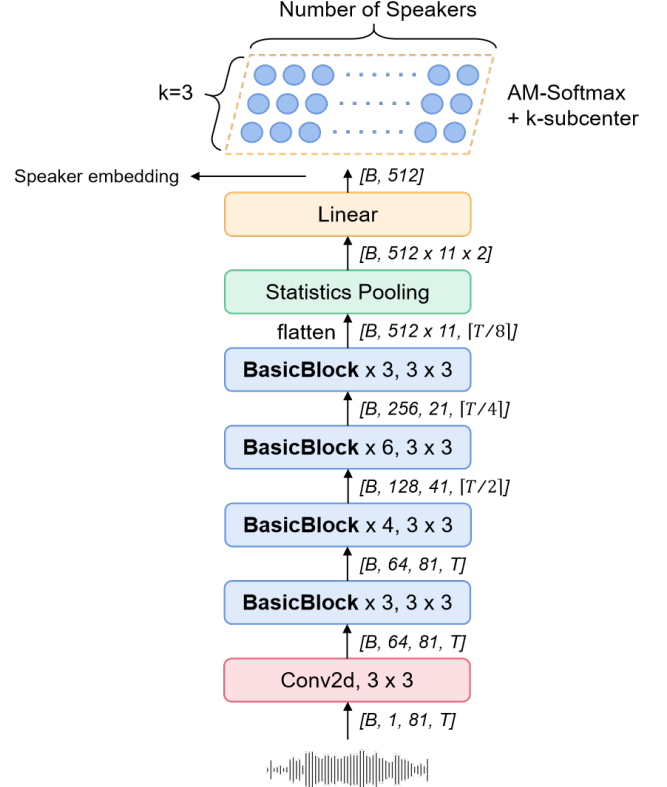 Number of Speakers
k=3
AM-Softmax
+ k-subcenter
Speaker embedding
[B, 512]
Linear
[B, 512 x 11 x 2]
Statistics Pooling
flatten
[B, 512 x 11, ⌈T/8⌉]
BasicBlock x 3, 3 x 3
[B, 256, 21, ⌈T/4⌉]
BasicBlock x 6, 3 x 3
[B, 128, 41, ⌈T/2⌉]
BasicBlock x 4, 3 x 3
[B, 64, 81, T]
BasicBlock x 3, 3 x 3
[B, 64, 81, T]
Conv2d, 3 x 3
[B, 1, 81, T]